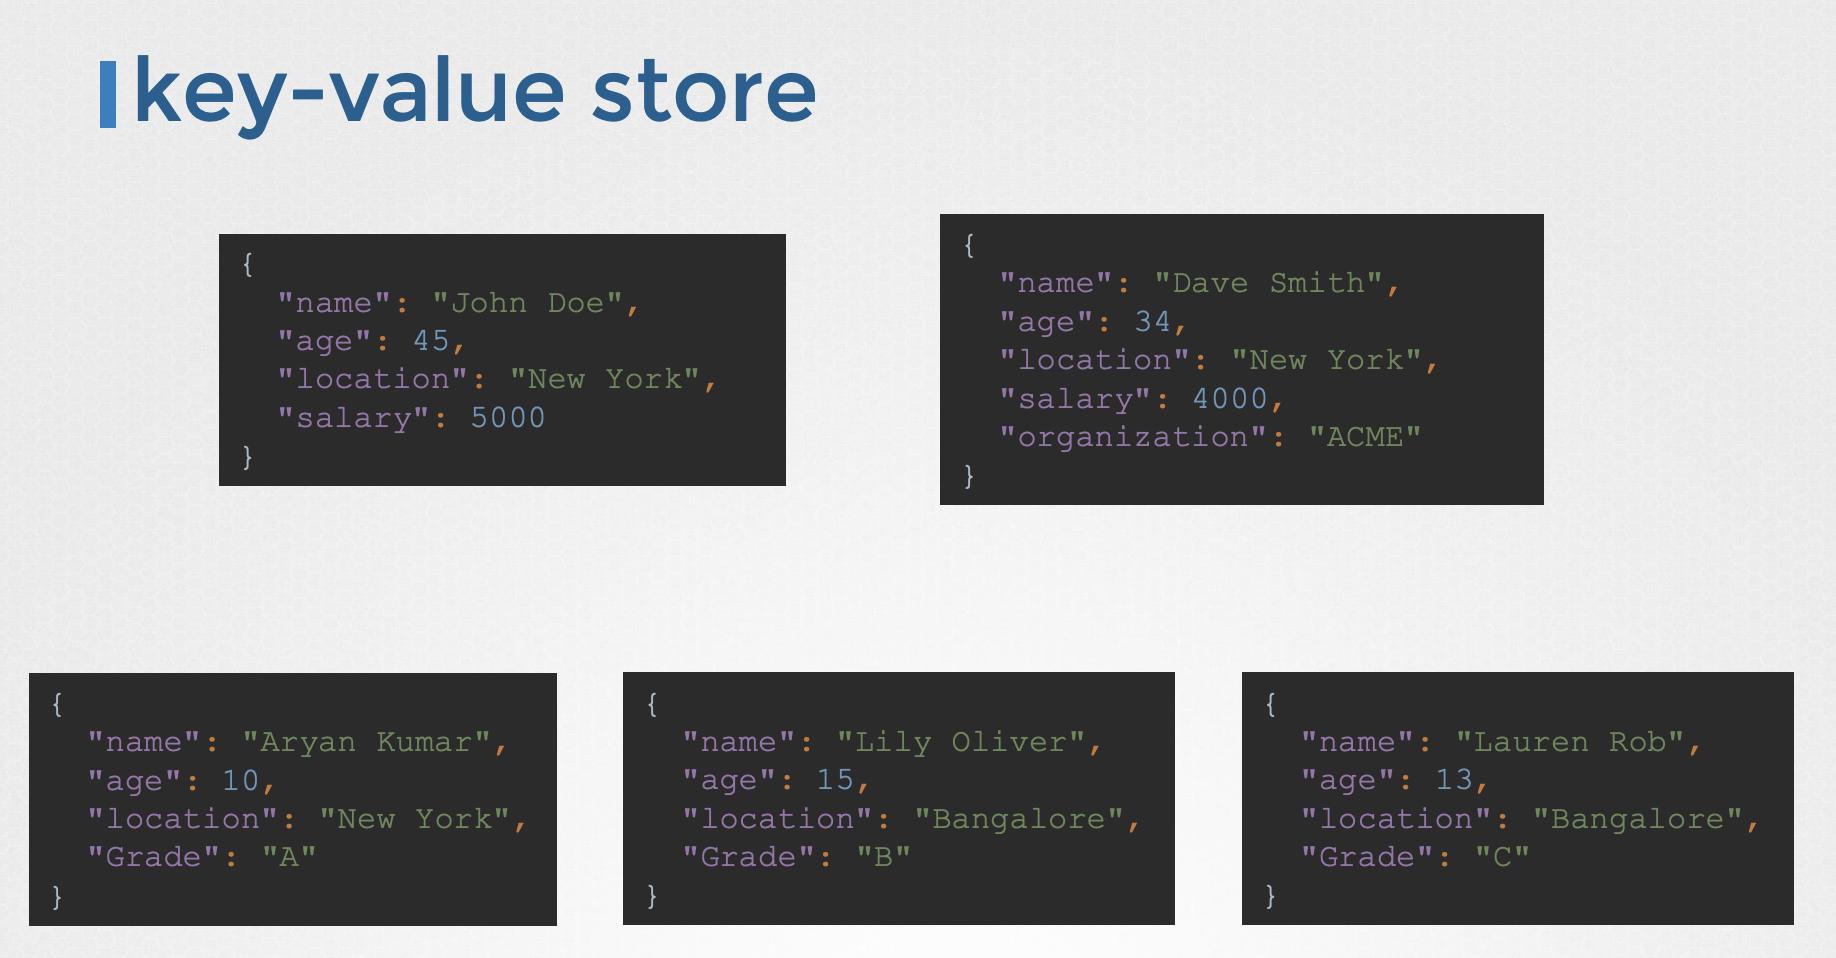 key-value store
{
"name": "John Doe",
"age": 45,
"location": "New York",
"salary": 5000
}
{
"name": "Dave Smith",
"age": 34,
"location": "New York",
"salary": 4000,
"organization": "ACME"
}
{
"name": "Aryan Kumar",
"age": 10,
"location": "New York",
"Grade": "A"
}
{
"name": "Lily Oliver",
"age": 15,
"location": "Bangalore",
"Grade": "B"
}
{
"name": "Lauren Rob",
"age": 13,
"location": "Bangalore",
"Grade": "C"
}